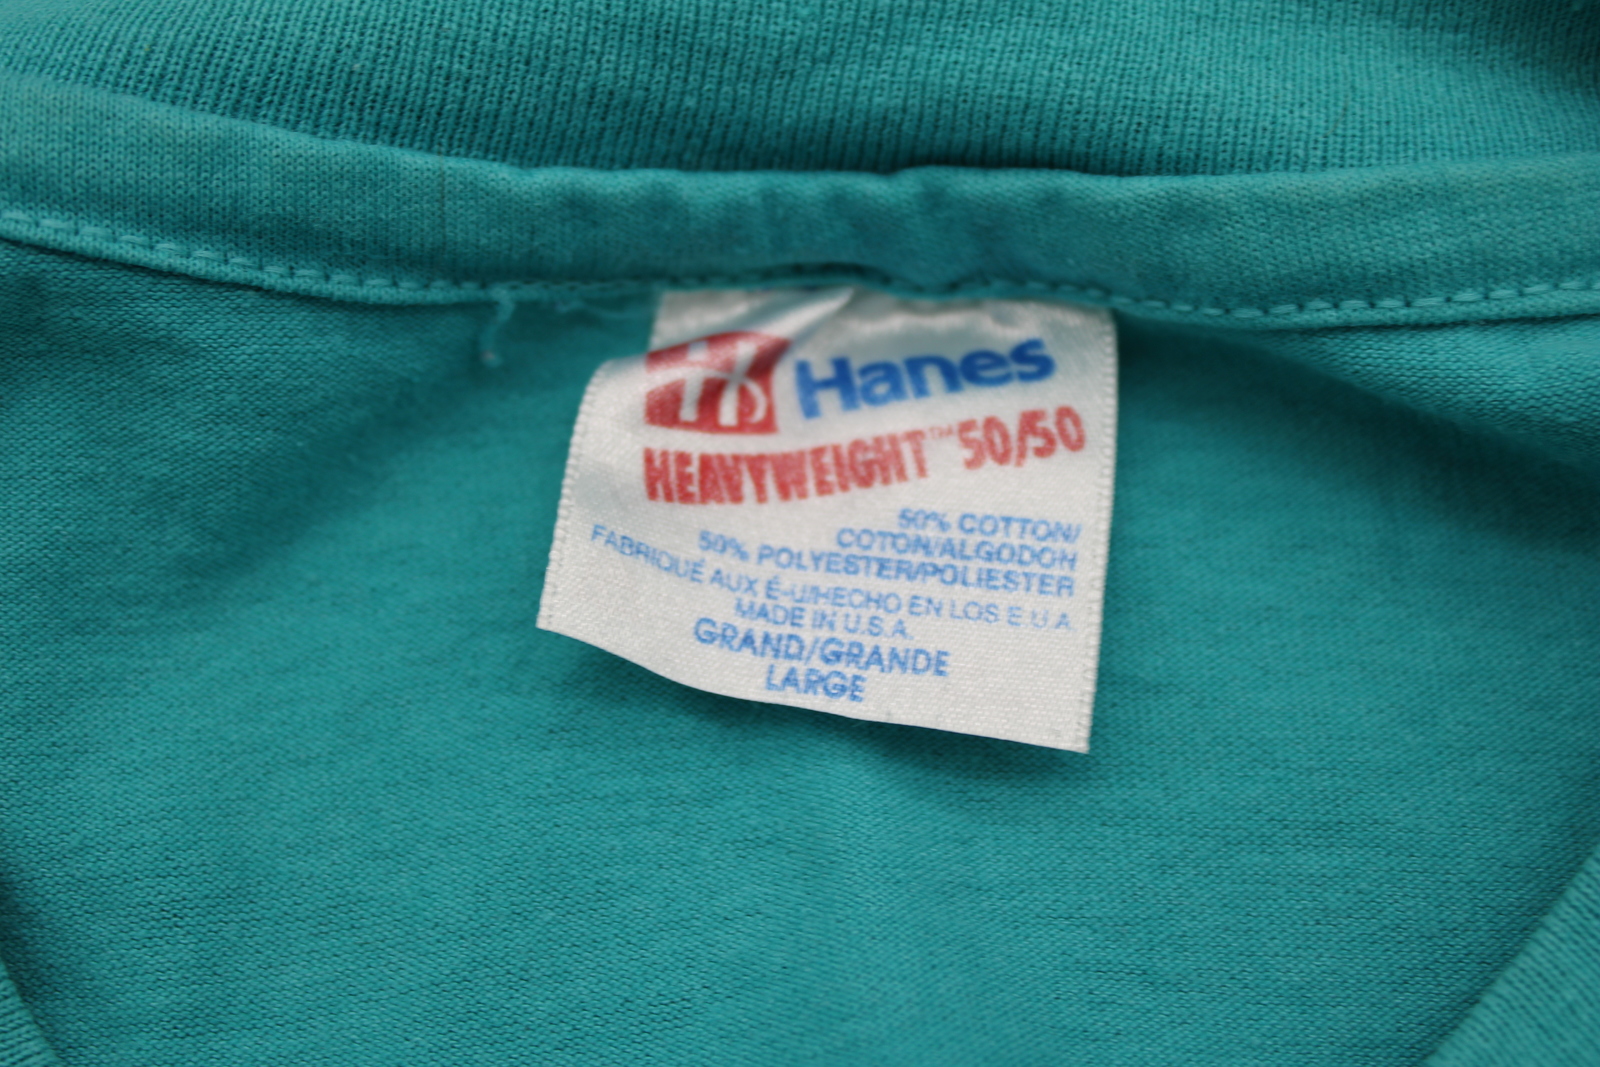 H Hanes
HEAVYWEIGHT™ 50/50
50% COTTON/
COTON/ALGODON
50% POLYESTER/POLIESTER
FABRIQUÉ AUX É-U/HECHO EN LOS E.U.A.
MADE IN U.S.A.
GRAND/GRANDE
LARGE